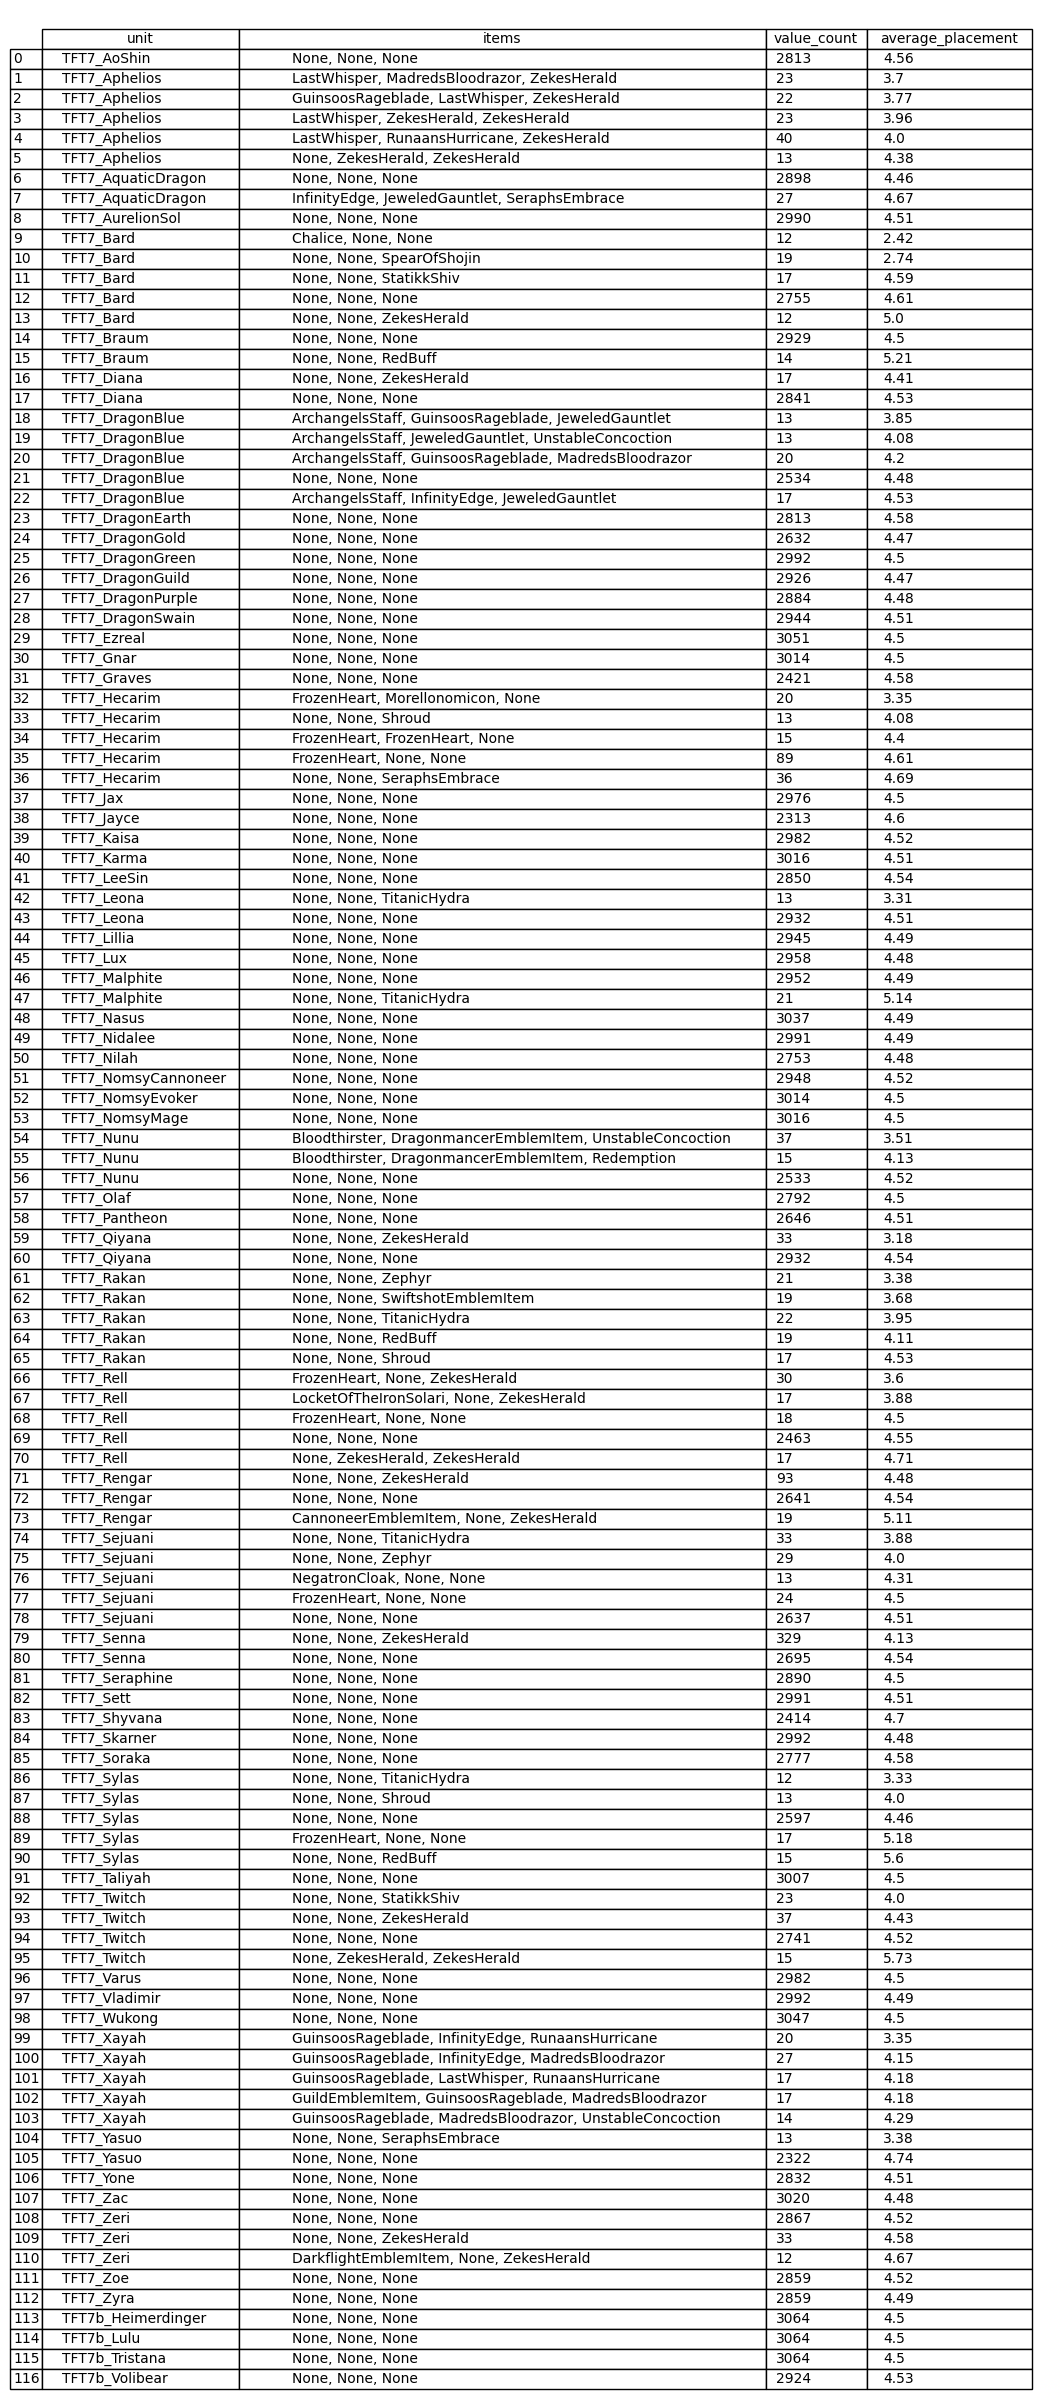 unit items value_count average_placement
0 TFT7_AoShin None, None, None 2813 4.56
1 TFT7_Aphelios LastWhisper, MadredsBloodrazor, ZekesHerald 23 3.7
2 TFT7_Aphelios GuinsoosRageblade, LastWhisper, ZekesHerald 22 3.77
3 TFT7_Aphelios LastWhisper, ZekesHerald, ZekesHerald 23 3.96
4 TFT7_Aphelios LastWhisper, RunaansHurricane, ZekesHerald 40 4.0
5 TFT7_Aphelios None, ZekesHerald, ZekesHerald 13 4.38
6 TFT7_AquaticDragon None, None, None 2898 4.46
7 TFT7_AquaticDragon InfinityEdge, JeweledGauntlet, SeraphsEmbrace 27 4.67
8 TFT7_AurelionSol None, None, None 2990 4.51
9 TFT7_Bard Chalice, None, None 12 2.42
10 TFT7_Bard None, None, SpearOfShojin 19 2.74
11 TFT7_Bard None, None, StatikkShiv 17 4.59
12 TFT7_Bard None, None, None 2755 4.61
13 TFT7_Bard None, None, ZekesHerald 12 5.0
14 TFT7_Braum None, None, None 2929 4.5
15 TFT7_Braum None, None, RedBuff 14 5.21
16 TFT7_Diana None, None, ZekesHerald 17 4.41
17 TFT7_Diana None, None, None 2841 4.53
18 TFT7_DragonBlue ArchangelsStaff, GuinsoosRageblade, JeweledGauntlet 13 3.85
19 TFT7_DragonBlue ArchangelsStaff, JeweledGauntlet, UnstableConcoction 13 4.08
20 TFT7_DragonBlue ArchangelsStaff, GuinsoosRageblade, MadredsBloodrazor 20 4.2
21 TFT7_DragonBlue None, None, None 2534 4.48
22 TFT7_DragonBlue ArchangelsStaff, InfinityEdge, JeweledGauntlet 17 4.53
23 TFT7_DragonEarth None, None, None 2813 4.58
24 TFT7_DragonGold None, None, None 2632 4.47
25 TFT7_DragonGreen None, None, None 2992 4.5
26 TFT7_DragonGuild None, None, None 2926 4.47
27 TFT7_DragonPurple None, None, None 2884 4.48
28 TFT7_DragonSwain None, None, None 2944 4.51
29 TFT7_Ezreal None, None, None 3051 4.5
30 TFT7_Gnar None, None, None 3014 4.5
31 TFT7_Graves None, None, None 2421 4.58
32 TFT7_Hecarim FrozenHeart, Morellonomicon, None 20 3.35
33 TFT7_Hecarim None, None, Shroud 13 4.08
34 TFT7_Hecarim FrozenHeart, FrozenHeart, None 15 4.4
35 TFT7_Hecarim FrozenHeart, None, None 89 4.61
36 TFT7_Hecarim None, None, SeraphsEmbrace 36 4.69
37 TFT7_Jax None, None, None 2976 4.5
38 TFT7_Jayce None, None, None 2313 4.6
39 TFT7_Kaisa None, None, None 2982 4.52
40 TFT7_Karma None, None, None 3016 4.51
41 TFT7_LeeSin None, None, None 2850 4.54
42 TFT7_Leona None, None, TitanicHydra 13 3.31
43 TFT7_Leona None, None, None 2932 4.51
44 TFT7_Lillia None, None, None 2945 4.49
45 TFT7_Lux None, None, None 2958 4.48
46 TFT7_Malphite None, None, None 2952 4.49
47 TFT7_Malphite None, None, TitanicHydra 21 5.14
48 TFT7_Nasus None, None, None 3037 4.49
49 TFT7_Nidalee None, None, None 2991 4.49
50 TFT7_Nilah None, None, None 2753 4.48
51 TFT7_NomsyCannoneer None, None, None 2948 4.52
52 TFT7_NomsyEvoker None, None, None 3014 4.5
53 TFT7_NomsyMage None, None, None 3016 4.5
54 TFT7_Nunu Bloodthirster, DragonmancerEmblemItem, UnstableConcoction 37 3.51
55 TFT7_Nunu Bloodthirster, DragonmancerEmblemItem, Redemption 15 4.13
56 TFT7_Nunu None, None, None 2533 4.52
57 TFT7_Olaf None, None, None 2792 4.5
58 TFT7_Pantheon None, None, None 2646 4.51
59 TFT7_Qiyana None, None, ZekesHerald 33 3.18
60 TFT7_Qiyana None, None, None 2932 4.54
61 TFT7_Rakan None, None, Zephyr 21 3.38
62 TFT7_Rakan None, None, SwiftshotEmblemItem 19 3.68
63 TFT7_Rakan None, None, TitanicHydra 22 3.95
64 TFT7_Rakan None, None, RedBuff 19 4.11
65 TFT7_Rakan None, None, Shroud 17 4.53
66 TFT7_Rell FrozenHeart, None, ZekesHerald 30 3.6
67 TFT7_Rell LocketOfTheIronSolari, None, ZekesHerald 17 3.88
68 TFT7_Rell FrozenHeart, None, None 18 4.5
69 TFT7_Rell None, None, None 2463 4.55
70 TFT7_Rell None, ZekesHerald, ZekesHerald 17 4.71
71 TFT7_Rengar None, None, ZekesHerald 93 4.48
72 TFT7_Rengar None, None, None 2641 4.54
73 TFT7_Rengar CannoneerEmblemItem, None, ZekesHerald 19 5.11
74 TFT7_Sejuani None, None, TitanicHydra 33 3.88
75 TFT7_Sejuani None, None, Zephyr 29 4.0
76 TFT7_Sejuani NegatronCloak, None, None 13 4.31
77 TFT7_Sejuani FrozenHeart, None, None 24 4.5
78 TFT7_Sejuani None, None, None 2637 4.51
79 TFT7_Senna None, None, ZekesHerald 329 4.13
80 TFT7_Senna None, None, None 2695 4.54
81 TFT7_Seraphine None, None, None 2890 4.5
82 TFT7_Sett None, None, None 2991 4.51
83 TFT7_Shyvana None, None, None 2414 4.7
84 TFT7_Skarner None, None, None 2992 4.48
85 TFT7_Soraka None, None, None 2777 4.58
86 TFT7_Sylas None, None, TitanicHydra 12 3.33
87 TFT7_Sylas None, None, Shroud 13 4.0
88 TFT7_Sylas None, None, None 2597 4.46
89 TFT7_Sylas FrozenHeart, None, None 17 5.18
90 TFT7_Sylas None, None, RedBuff 15 5.6
91 TFT7_Taliyah None, None, None 3007 4.5
92 TFT7_Twitch None, None, StatikkShiv 23 4.0
93 TFT7_Twitch None, None, ZekesHerald 37 4.43
94 TFT7_Twitch None, None, None 2741 4.52
95 TFT7_Twitch None, ZekesHerald, ZekesHerald 15 5.73
96 TFT7_Varus None, None, None 2982 4.5
97 TFT7_Vladimir None, None, None 2992 4.49
98 TFT7_Wukong None, None, None 3047 4.5
99 TFT7_Xayah GuinsoosRageblade, InfinityEdge, RunaansHurricane 20 3.35
100 TFT7_Xayah GuinsoosRageblade, InfinityEdge, MadredsBloodrazor 27 4.15
101 TFT7_Xayah GuinsoosRageblade, LastWhisper, RunaansHurricane 17 4.18
102 TFT7_Xayah GuildEmblemItem, GuinsoosRageblade, MadredsBloodrazor 17 4.18
103 TFT7_Xayah GuinsoosRageblade, MadredsBloodrazor, UnstableConcoction 14 4.29
104 TFT7_Yasuo None, None, SeraphsEmbrace 13 3.38
105 TFT7_Yasuo None, None, None 2322 4.74
106 TFT7_Yone None, None, None 2832 4.51
107 TFT7_Zac None, None, None 3020 4.48
108 TFT7_Zeri None, None, None 2867 4.52
109 TFT7_Zeri None, None, ZekesHerald 33 4.58
110 TFT7_Zeri DarkflightEmblemItem, None, ZekesHerald 12 4.67
111 TFT7_Zoe None, None, None 2859 4.52
112 TFT7_Zyra None, None, None 2859 4.49
113 TFT7b_Heimerdinger None, None, None 3064 4.5
114 TFT7b_Lulu None, None, None 3064 4.5
115 TFT7b_Tristana None, None, None 3064 4.5
116 TFT7b_Volibear None, None, None 2924 4.53